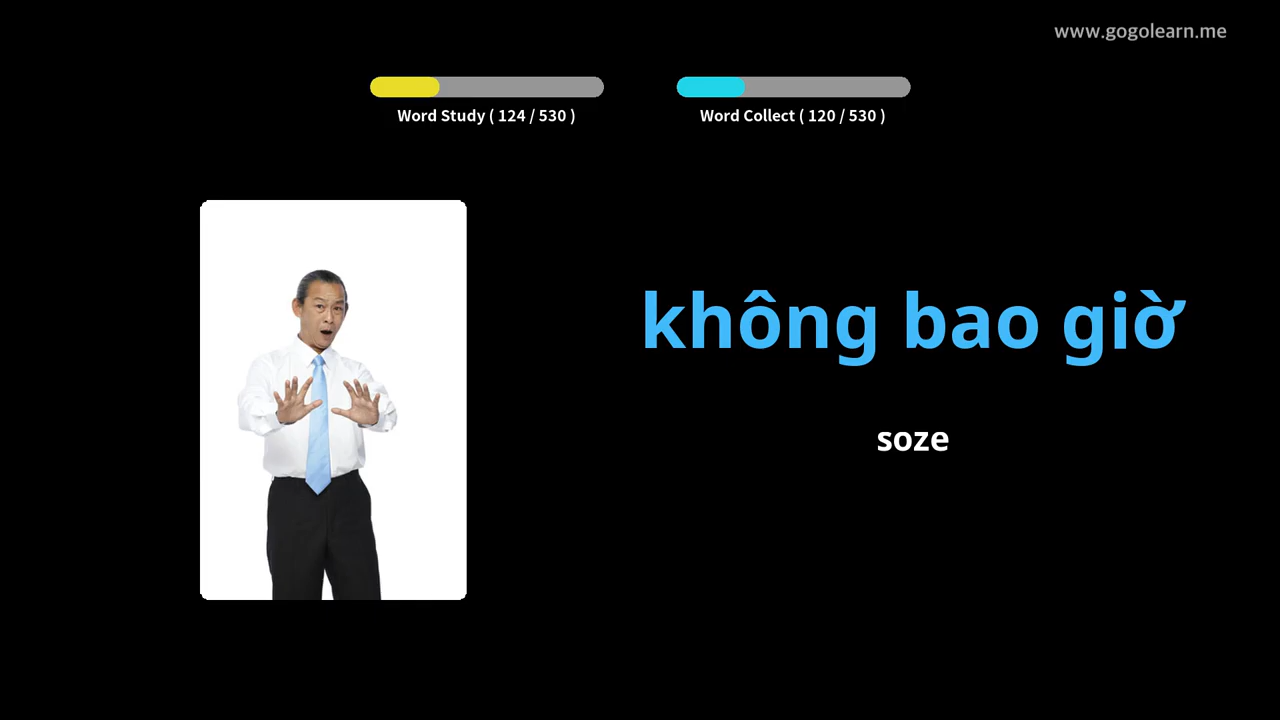 www.gogolearn.me
Word Study ( 124 / 530 )
Word Collect ( 120 / 530 )
không bao giờ
soze